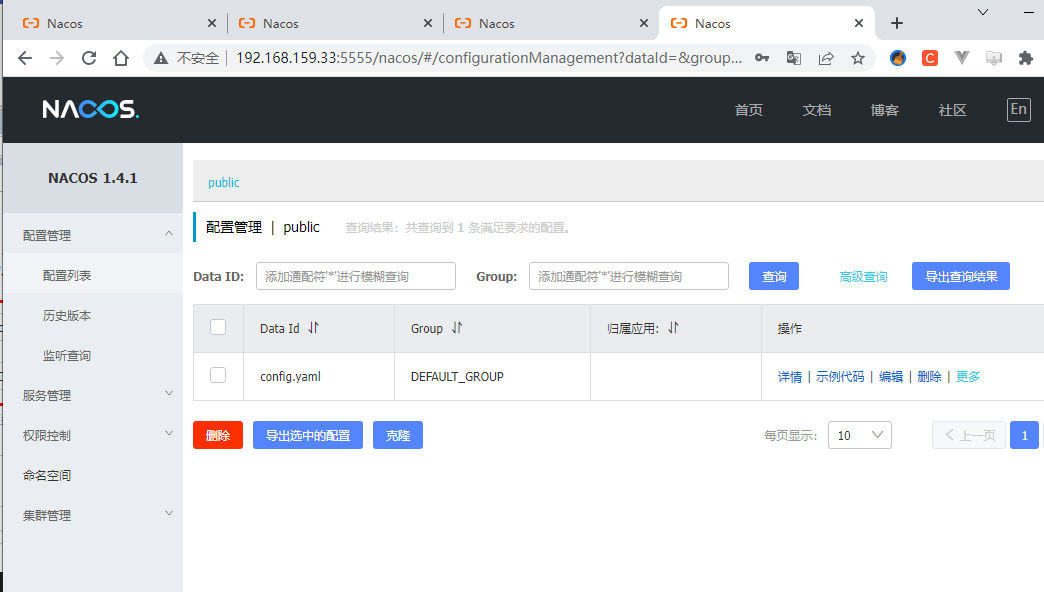 Nacos Nacos Nacos Nacos
不安全 192.168.159.33:5555/nacos/#/configurationManagement?dataId=&group...
NACOS. 首页 文档 博客 社区 En
NACOS 1.4.1
public
配置管理
配置管理 | public 查询结果：共查询到 1 条满足要求的配置。
配置列表
Data ID: 添加通配符'*'进行模糊查询 Group: 添加通配符'*'进行模糊查询 查询 高级查询 导出查询结果
历史版本
Data Id Group 归属应用: 操作
监听查询
config.yaml DEFAULT_GROUP 详情 | 示例代码 | 编辑 | 删除 | 更多
服务管理
权限控制
删除 导出选中的配置 克隆 每页显示: 10 上一页 1
命名空间
集群管理